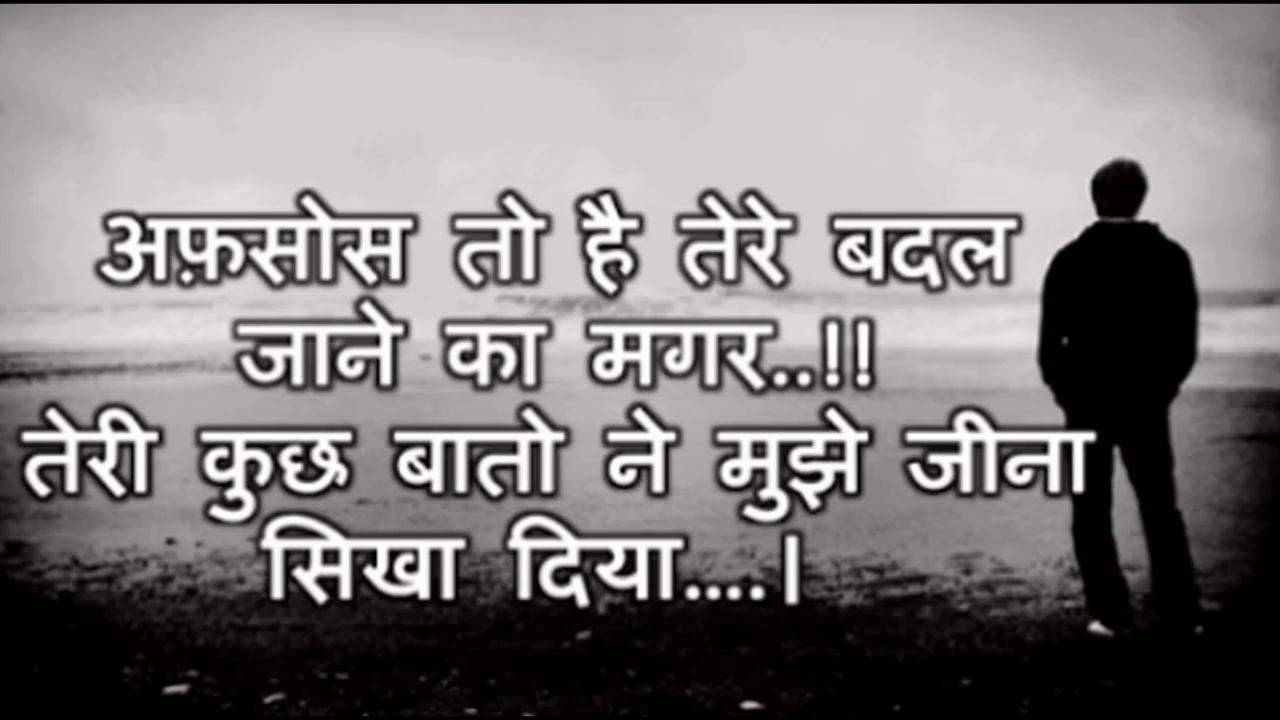 अफ़सोस तो है तेरे बदल
जाने का मगर..!!
तेरी कुछ बातो ने मुझे जीना
सिखा दिया....|